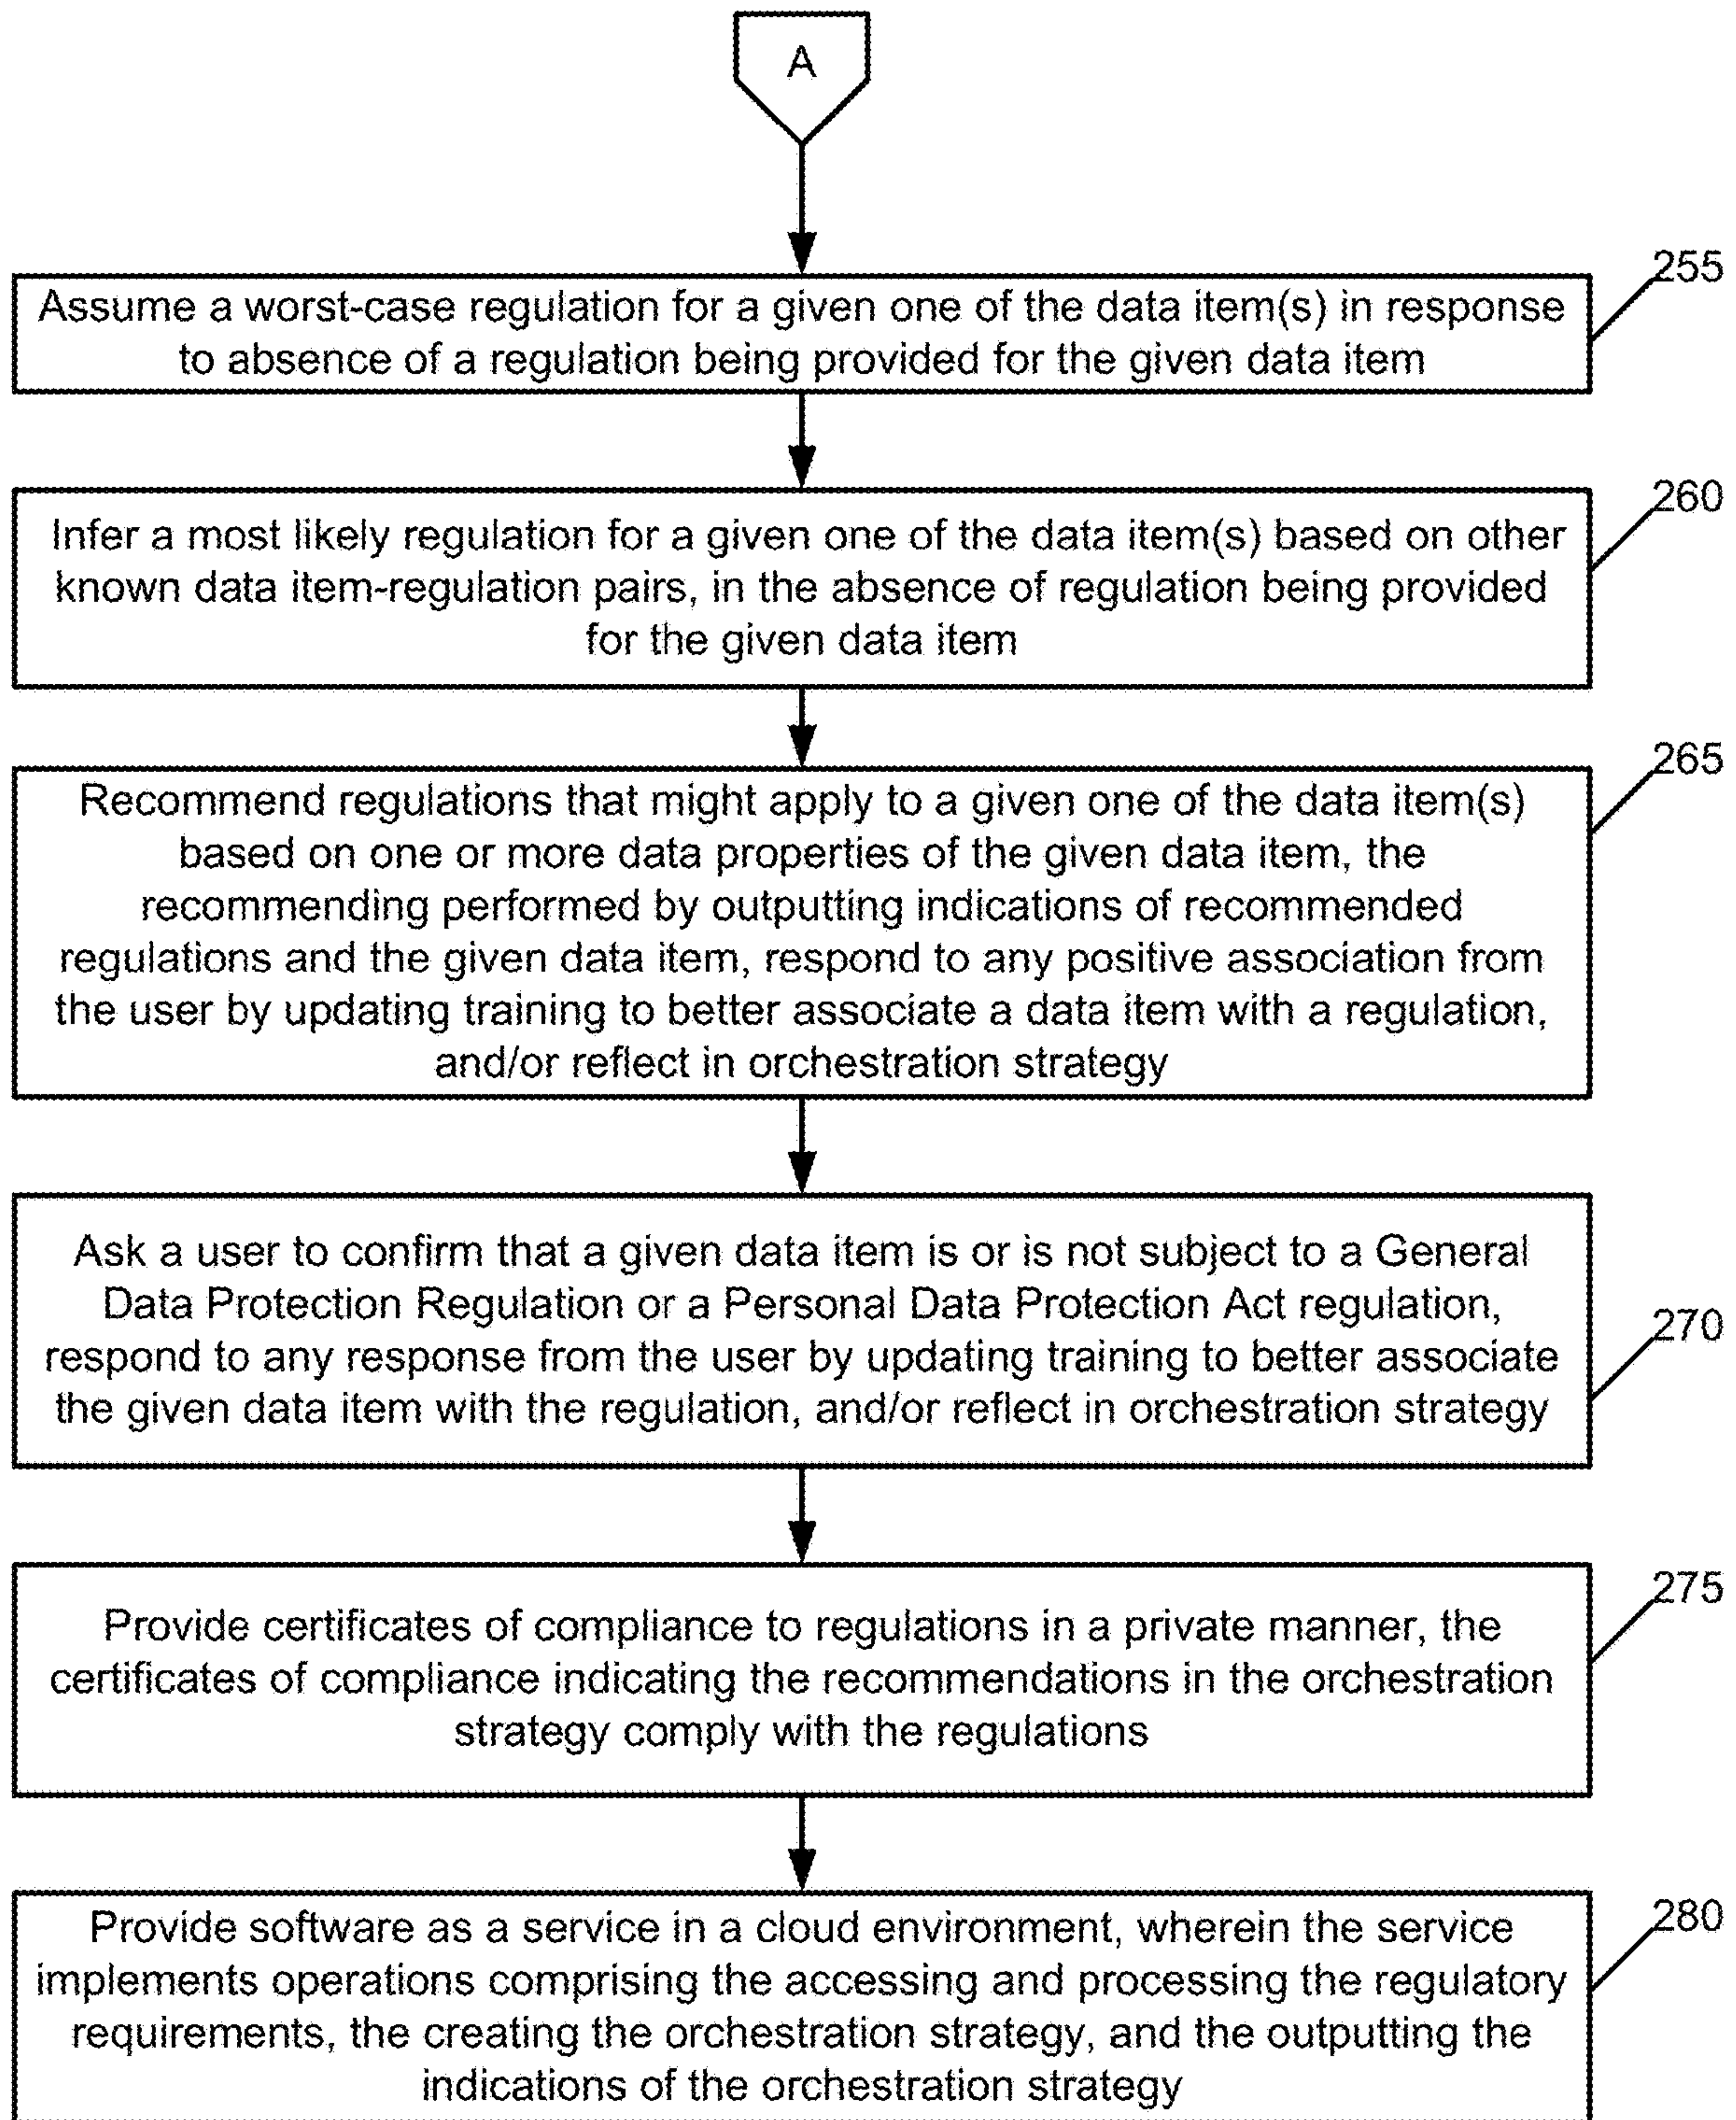 A
255
Assume a worst-case regulation for a given one of the data item(s) in response
to absence of a regulation being provided for the given data item
260
Infer a most likely regulation for a given one of the data item(s) based on other
known data item-regulation pairs, in the absence of regulation being provided
for the given data item
265
Recommend regulations that might apply to a given one of the data item(s)
based on one or more data properties of the given data item, the
recommending performed by outputting indications of recommended
regulations and the given data item, respond to any positive association from
the user by updating training to better associate a data item with a regulation,
and/or reflect in orchestration strategy
270
Ask a user to confirm that a given data item is or is not subject to a General
Data Protection Regulation or a Personal Data Protection Act regulation,
respond to any response from the user by updating training to better associate
the given data item with the regulation, and/or reflect in orchestration strategy
275
Provide certificates of compliance to regulations in a private manner, the
certificates of compliance indicating the recommendations in the orchestration
strategy comply with the regulations
280
Provide software as a service in a cloud environment, wherein the service
implements operations comprising the accessing and processing the regulatory
requirements, the creating the orchestration strategy, and the outputting the
indications of the orchestration strategy